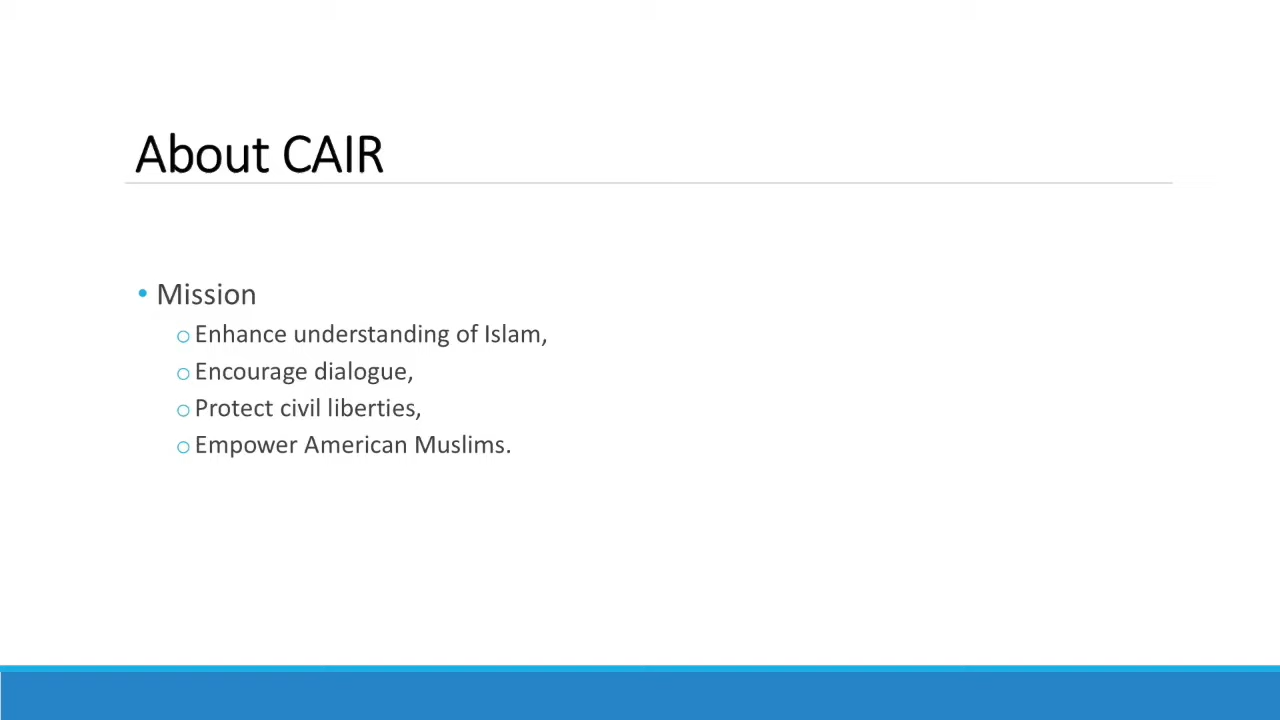 About CAIR
• Mission
o Enhance understanding of Islam,
o Encourage dialogue,
o Protect civil liberties,
o Empower American Muslims.